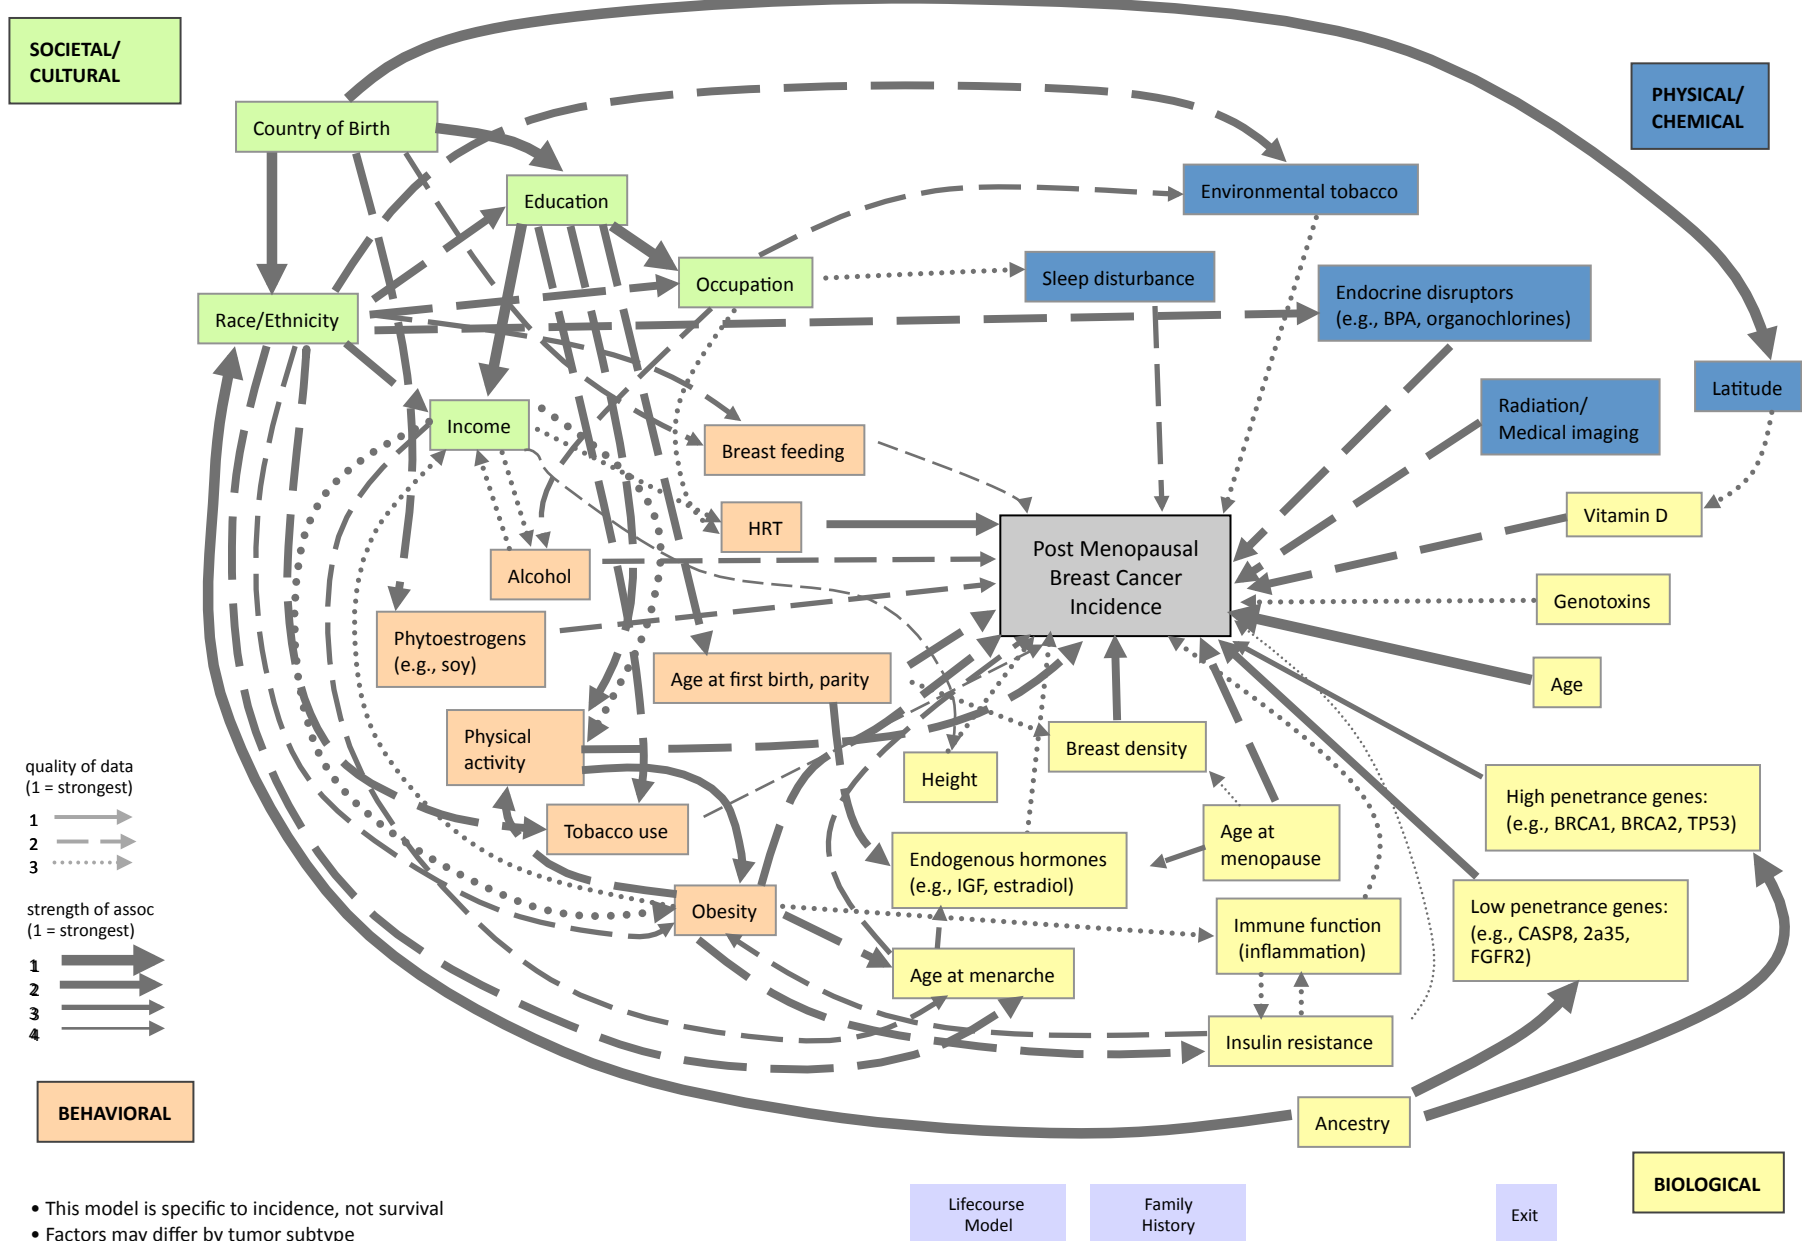 SOCIETAL/
CULTURAL
PHYSICAL/
CHEMICAL
Country of Birth
Education
Environmental tobacco
Occupation
Sleep disturbance
Endocrine disruptors
(e.g., BPA, organochlorines)
Race/Ethnicity
Latitude
Income
Radiation/
Medical imaging
Breast feeding
HRT
Vitamin D
Post Menopausal
Breast Cancer
Incidence
Alcohol
Genotoxins
Phytoestrogens
(e.g., soy)
Age at first birth, parity
Age
Physical
activity
Breast density
Height
quality of data
(1 = strongest)
1
2
3
High penetrance genes:
(e.g., BRCA1, BRCA2, TP53)
Tobacco use
Age at
menopause
Endogenous hormones
(e.g., IGF, estradiol)
strength of assoc
(1 = strongest)
1
2
3
4
Obesity
Immune function
(inflammation)
Low penetrance genes:
(e.g., CASP8, 2a35,
FGFR2)
Age at menarche
Insulin resistance
BEHAVIORAL
Ancestry
BIOLOGICAL
• This model is specific to incidence, not survival
• Factors may differ by tumor subtype
Lifecourse
Model
Family
History
Exit